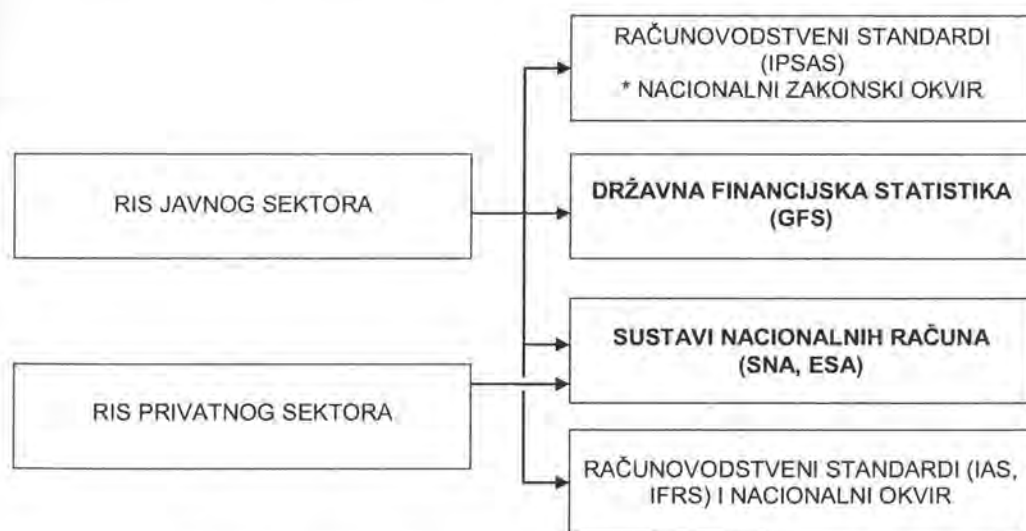 RAČUNOVODSTVENI STANDARDI
(IPSAS)
* NACIONALNI ZAKONSKI OKVIR
RIS JAVNOG SEKTORA
DRŽAVNA FINANCIJSKA STATISTIKA
(GFS)
SUSTAVI NACIONALNIH RAČUNA
(SNA, ESA)
RIS PRIVATNOG SEKTORA
RAČUNOVODSTVENI STANDARDI (IAS,
IFRS) I NACIONALNI OKVIR